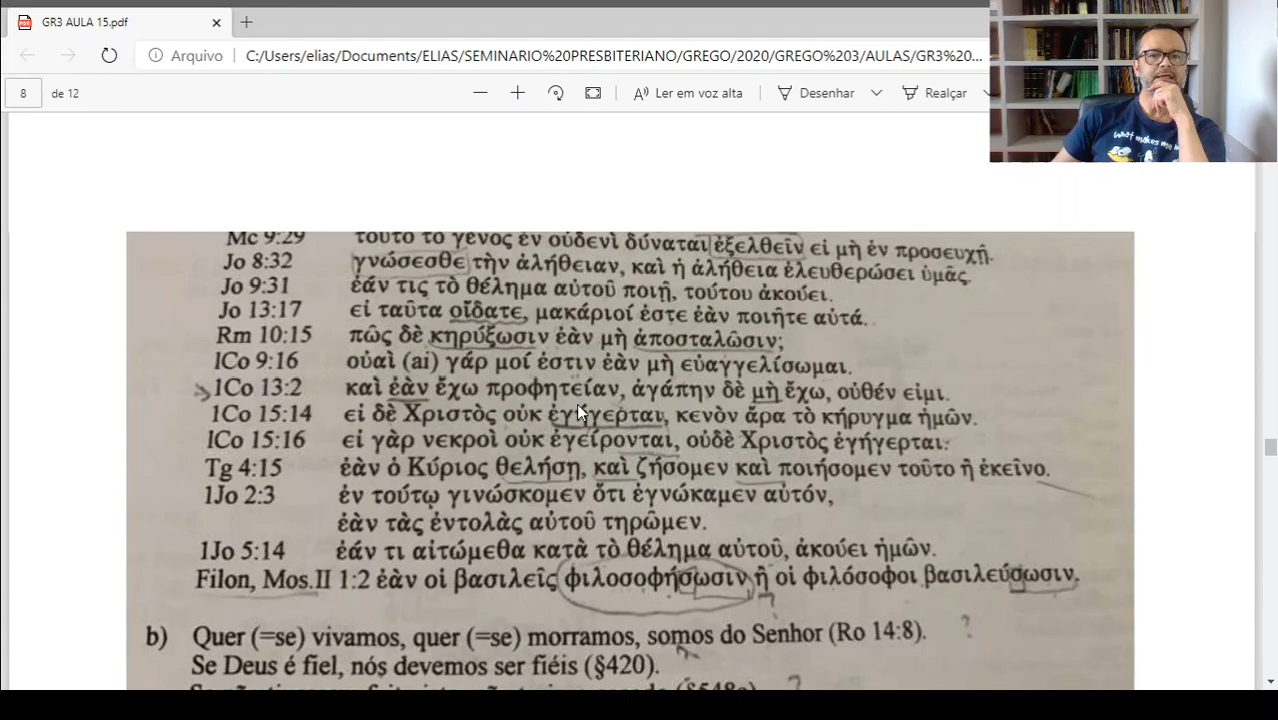 GR3 AULA 15.pdf
Arquivo C:/Users/elias/Documents/ELIAS/SEMINARIO%20PRESBITERIANO/GREGO/2020/GREGO%203/AULAS/GR3%20...
8 de 12 Ler em voz alta Desenhar Realçar
What makes me
Mc 9:29 τοῦτο τὸ γένος ἐν οὐδενὶ δύναται ἐξελθεῖν εἰ μὴ ἐν προσευχῇ.
Jo 8:32 γνώσεσθε τὴν ἀλήθειαν, καὶ ἡ ἀλήθεια ἐλευθερώσει ὑμᾶς.
Jo 9:31 ἐάν τις τὸ θέλημα αὐτοῦ ποιῇ, τούτου ἀκούει.
Jo 13:17 εἰ ταῦτα οἴδατε, μακάριοί ἐστε ἐὰν ποιῆτε αὐτά.
Rm 10:15 πῶς δὲ κηρύξωσιν ἐὰν μὴ ἀποσταλῶσιν;
lCo 9:16 οὐαὶ (ai) γάρ μοί ἐστιν ἐὰν μὴ εὐαγγελίσωμαι.
1Co 13:2 καὶ ἐὰν ἔχω προφητείαν, ἀγάπην δὲ μὴ ἔχω, οὐθέν εἰμι.
1Co 15:14 εἰ δὲ Χριστὸς οὐκ ἐγήγερται, κενὸν ἄρα τὸ κήρυγμα ἡμῶν.
lCo 15:16 εἰ γὰρ νεκροὶ οὐκ ἐγείρονται, οὐδὲ Χριστὸς ἐγήγερται.
Tg 4:15 ἐὰν ὁ Κύριος θελήσῃ, καὶ ζήσομεν καὶ ποιήσομεν τοῦτο ἢ ἐκεῖνο.
1Jo 2:3 ἐν τούτῳ γινώσκομεν ὅτι ἐγνώκαμεν αὐτόν,
ἐὰν τὰς ἐντολὰς αὐτοῦ τηρῶμεν.
1Jo 5:14 ἐάν τι αἰτώμεθα κατὰ τὸ θέλημα αὐτοῦ, ἀκούει ἡμῶν.
Filon, Mos.II 1:2 ἐὰν οἱ βασιλεῖς φιλοσοφήσωσιν ἢ οἱ φιλόσοφοι βασιλεύσωσιν.
?
b) Quer (=se) vivamos, quer (=se) morramos, somos do Senhor (Ro 14:8). ?
Se Deus é fiel, nós devemos ser fiéis (§420).
?